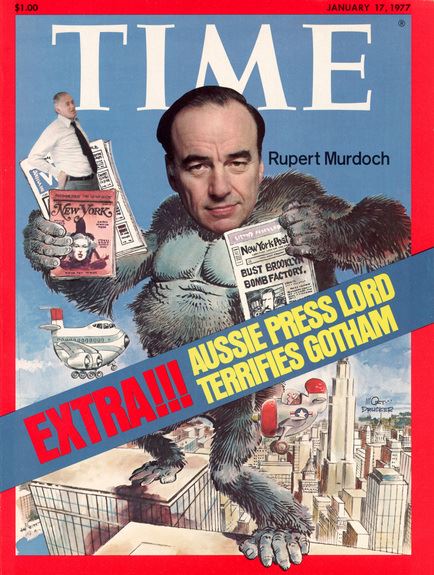 $1.00
JANUARY 17, 1977
TIME
®
Rupert Murdoch
NEW YORK
New York Post
BUST BROOKLYN
BOMB FACTORY.
EXTRA!!!
AUSSIE PRESS LORD
TERRIFIES GOTHAM
DRUCKER